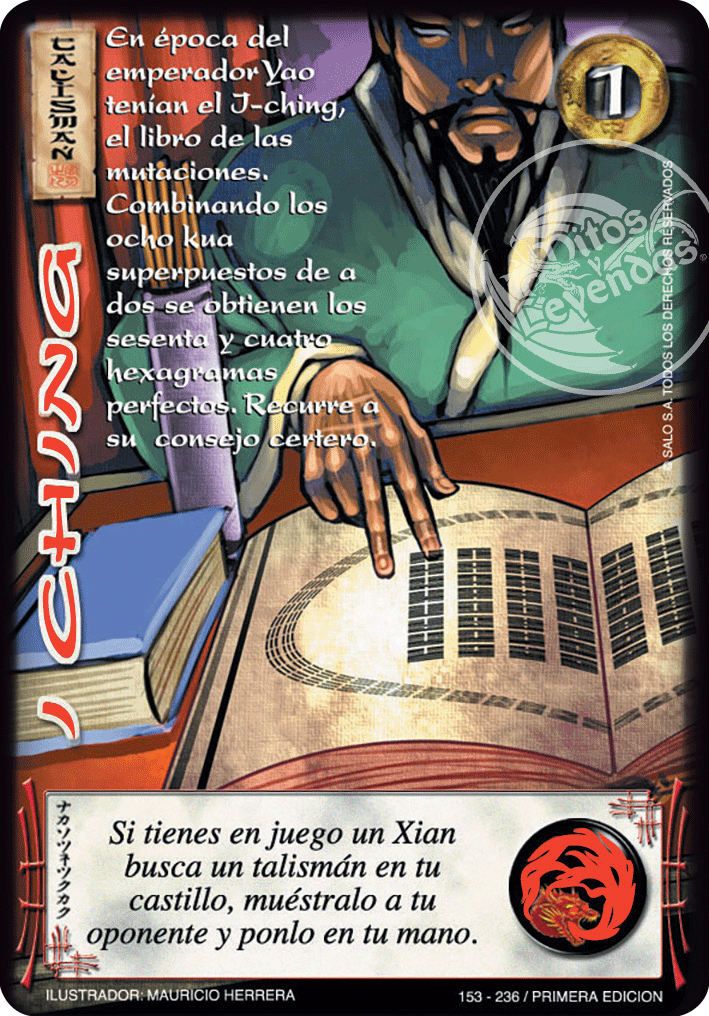 TALISMAN
En época del
emperador Yao
tenían el I-ching,
el libro de las
mutaciones.
Combinando los
ocho kua
superpuestos de a
dos se obtienen los
sesenta y cuatro
hexagramas
perfectos. Recurre a
su consejo certero.
1
Mitos
y
Leyendas®
© SALO S.A. TODOS LOS DERECHOS RESERVADOS
I CHING
ナカソツネツクカク
Si tienes en juego un Xian
busca un talismán en tu
castillo, muéstralo a tu
oponente y ponlo en tu mano.
ILUSTRADOR: MAURICIO HERRERA
153 - 236 / PRIMERA EDICION